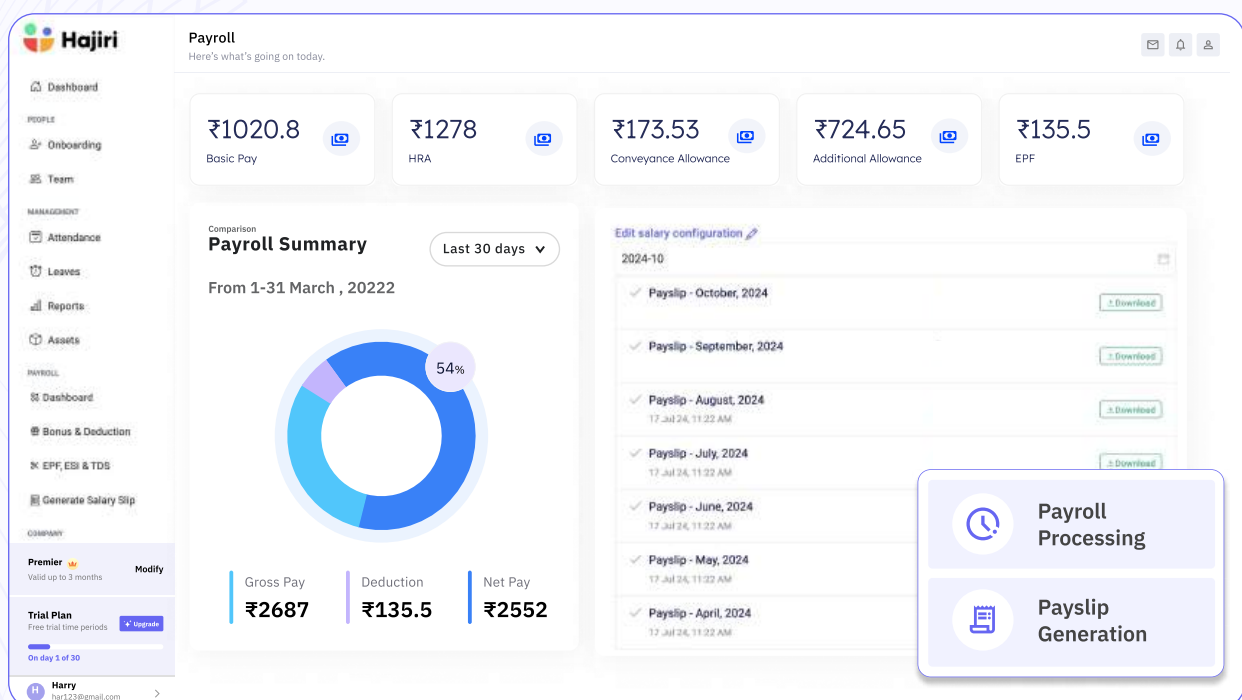 Hajiri
Dashboard
PEOPLE
Onboarding
Team
MANAGEMENT
Attendance
Leaves
Reports
Assets
PAYROLL
Dashboard
Bonus & Deduction
EPF, ESI & TDS
Generate Salary Slip
COMPANY
Premier
Valid up to 3 months
Modify
Trial Plan
Free trial time periods
Upgrade
On day 1 of 30
H
Harry
har123@gmail.com
Payroll
Here's what's going on today.
₹1020.8
Basic Pay
₹1278
HRA
₹173.53
Conveyance Allowance
₹724.65
Additional Allowance
₹135.5
EPF
Comparison
Payroll Summary
Last 30 days
From 1-31 March , 20222
54%
Gross Pay
₹2687
Deduction
₹135.5
Net Pay
₹2552
Edit salary configuration
2024-10
Payslip - October, 2024
Download
Payslip - September, 2024
Download
Payslip - August, 2024
17 Jul 24, 11:22 AM
Download
Payslip - July, 2024
17 Jul 24, 11:22 AM
Download
Payslip - June, 2024
17 Jul 24, 11:22 AM
Payslip - May, 2024
17 Jul 24, 11:22 AM
Payslip - April, 2024
17 Jul 24, 11:22 AM
Payroll
Processing
Payslip
Generation